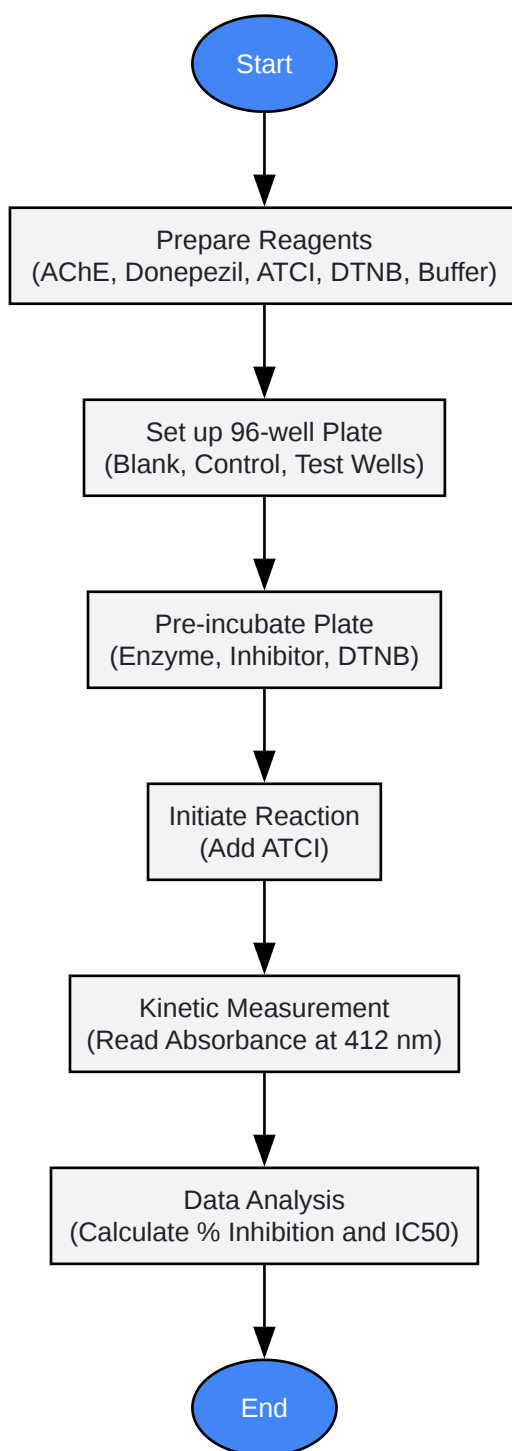 Start
Prepare Reagents
(AChE, Donepezil, ATCI, DTNB, Buffer)
Set up 96-well Plate
(Blank, Control, Test Wells)
Pre-incubate Plate
(Enzyme, Inhibitor, DTNB)
Initiate Reaction
(Add ATCI)
Kinetic Measurement
(Read Absorbance at 412 nm)
Data Analysis
(Calculate % Inhibition and IC50)
End